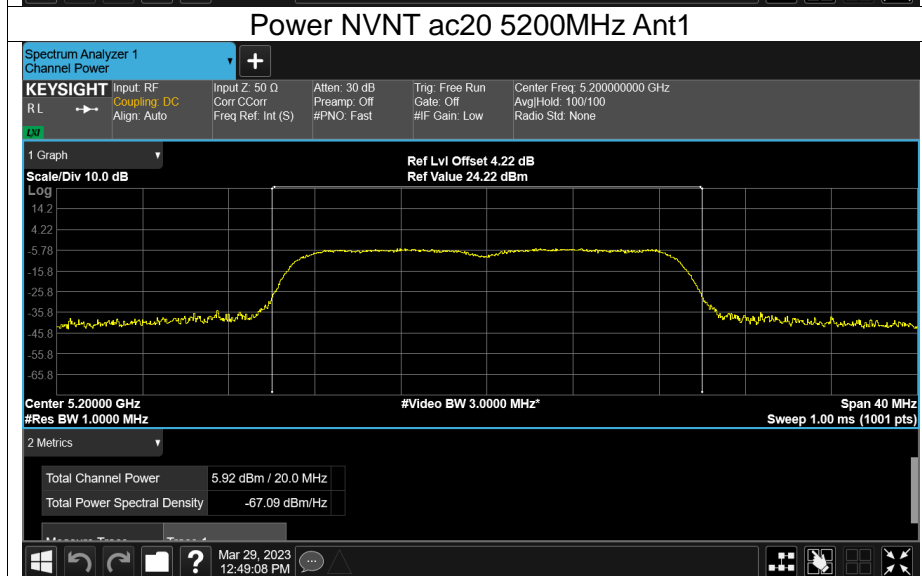 Power NVNT ac20 5200MHz Ant1
Spectrum Analyzer 1
Channel Power
KEYSIGHT Input: RF Input Z: 50 Ω Atten: 30 dB Trig: Free Run Center Freq: 5.200000000 GHz
R L Coupling: DC Corr CCorr Preamp: Off Gate: Off Avg|Hold: 100/100
Align: Auto Freq Ref: Int (S) #PNO: Fast #IF Gain: Low Radio Std: None
LXI
1 Graph
Ref Lvl Offset 4.22 dB
Scale/Div 10.0 dB Ref Value 24.22 dBm
Log
14.2
4.22
-5.78
-15.8
-25.8
-35.8
-45.8
-55.8
-65.8
Center 5.20000 GHz #Video BW 3.0000 MHz* Span 40 MHz
#Res BW 1.0000 MHz Sweep 1.00 ms (1001 pts)
2 Metrics
Total Channel Power 5.92 dBm / 20.0 MHz
Total Power Spectral Density -67.09 dBm/Hz
Measure Trace Trace 1
? Mar 29, 2023
12:49:08 PM